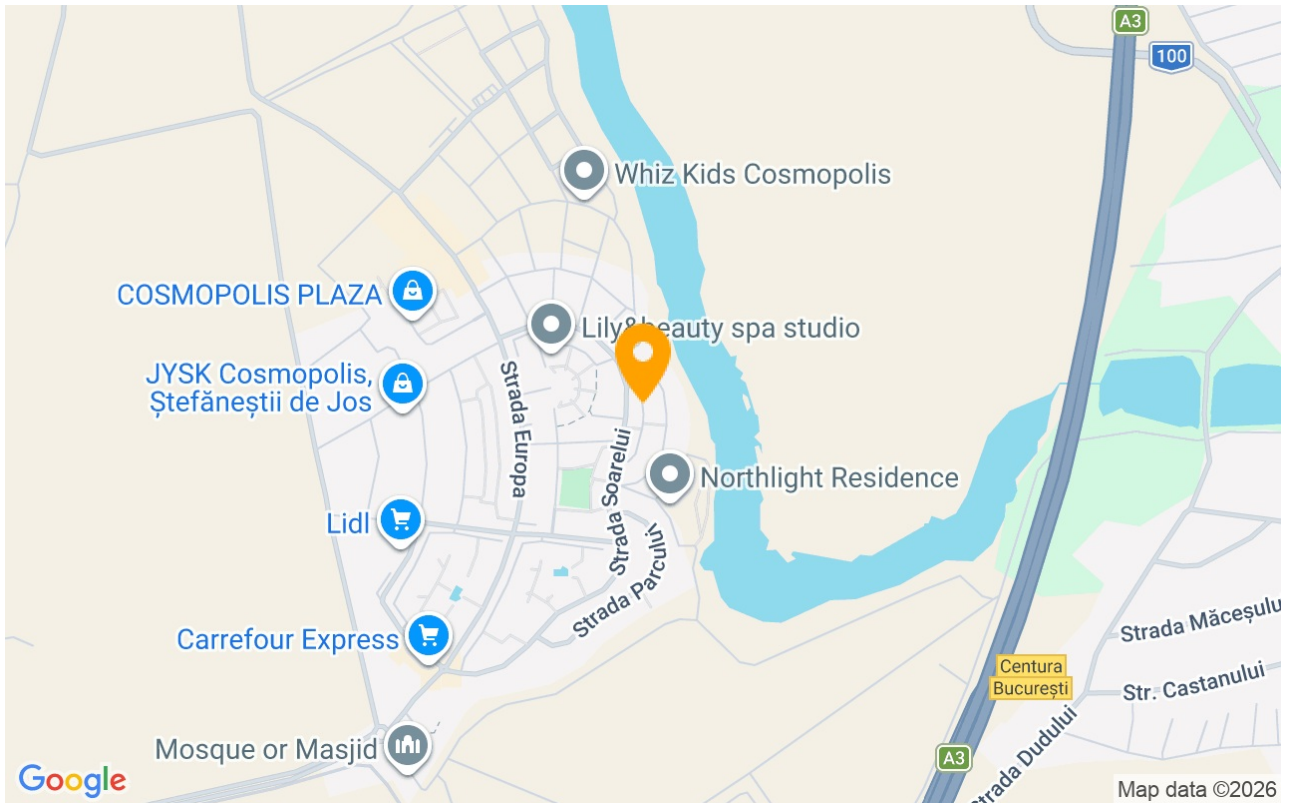 A3
100
Whiz Kids Cosmopolis
COSMOPOLIS PLAZA
Lily&beauty spa studio
JYSK Cosmopolis,
Ștefăneștii de Jos
Strada Europa
Strada Soarelui
Northlight Residence
Lidl
Strada Parcului
Carrefour Express
Strada Măceșulu
Centura
București
Str. Castanului
Mosque or Masjid
A3
Strada Dudului
Google
Map data ©2026